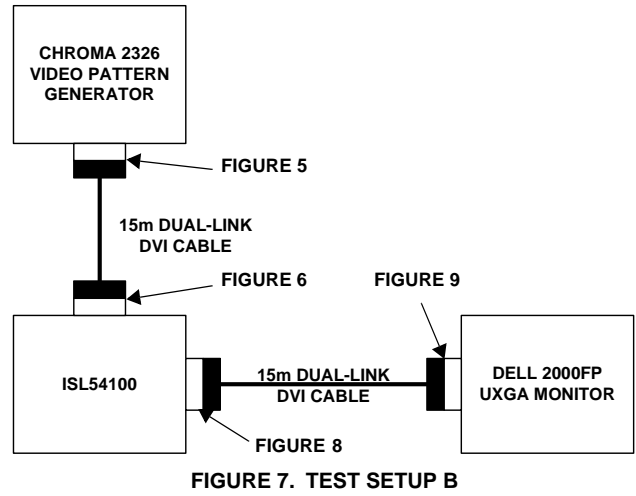 CHROMA 2326
VIDEO PATTERN
GENERATOR
FIGURE 5
15m DUAL-LINK
DVI CABLE
FIGURE 6
FIGURE 9
ISL54100
15m DUAL-LINK
DVI CABLE
DELL 2000FP
UXGA MONITOR
FIGURE 8
FIGURE 7. TEST SETUP B